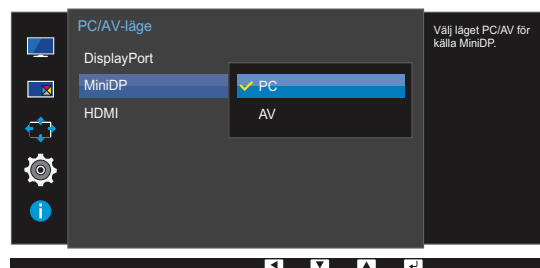 PC/AV-läge
Välj läget PC/AV för
källa MiniDP.
DisplayPort
MiniDP
PC
HDMI
AV